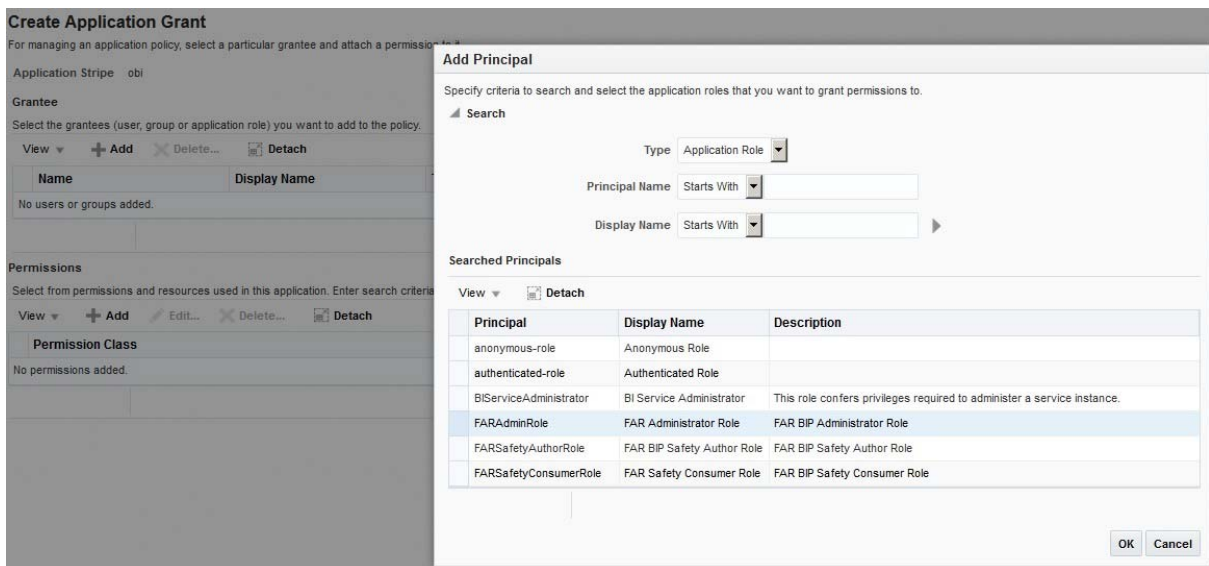 Create Application Grant
For managing an application policy, select a particular grantee and attach a permission to it.
Application Stripe obi
Grantee
Select the grantees (user, group or application role) you want to add to the policy.
View Add Delete... Detach
Name Display Name
No users or groups added.
Permissions
Select from permissions and resources used in this application. Enter search criteria
View Add Edit... Delete... Detach
Permission Class
No permissions added.
Add Principal
Specify criteria to search and select the application roles that you want to grant permissions to.
Search
Type Application Role
Principal Name Starts With
Display Name Starts With
Searched Principals
View Detach
Principal Display Name Description
anonymous-role Anonymous Role
authenticated-role Authenticated Role
BIServiceAdministrator BI Service Administrator This role confers privileges required to administer a service instance.
FARAdminRole FAR Administrator Role FAR BIP Administrator Role
FARSafetyAuthorRole FAR BIP Safety Author Role FAR BIP Safety Author Role
FARSafetyConsumerRole FAR Safety Consumer Role FAR BIP Safety Consumer Role
OK Cancel